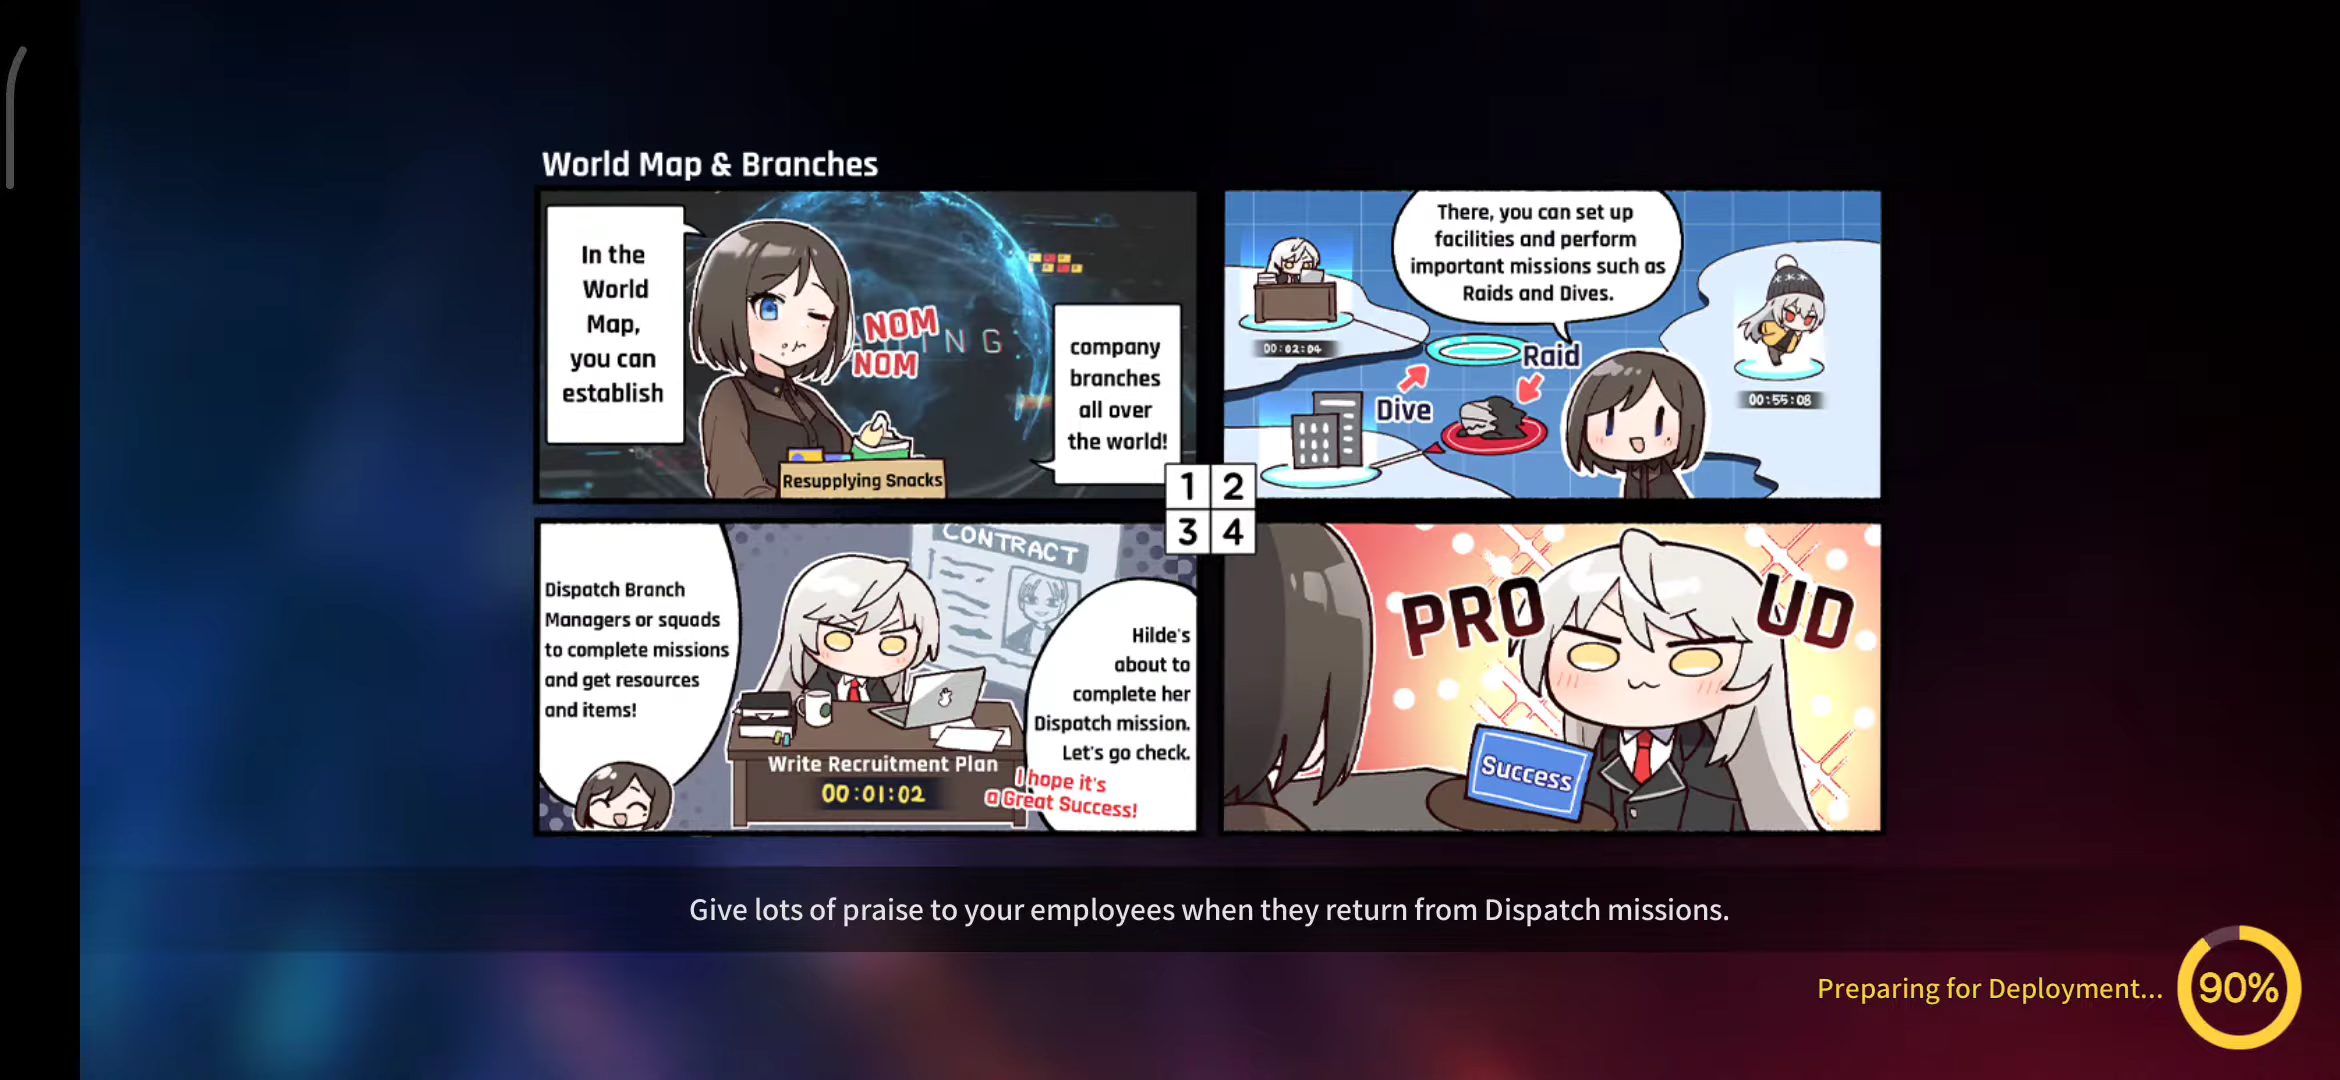 World Map & Branches
In the
World
Map,
you can
establish
NOM
NOM
company
branches
all over
the world!
Resupplying Snacks
There, you can set up
facilities and perform
important missions such as
Raids and Dives.
00:02:04
Raid
Dive
00:55:08
1 2
3 4
Dispatch Branch
Managers or squads
to complete missions
and get resources
and items!
CONTRACT
Hilde's
about to
complete her
Dispatch mission.
Let's go check.
Write Recruitment Plan
00:01:02
I hope it's
a Great Success!
PROUD
Success
Give lots of praise to your employees when they return from Dispatch missions.
Preparing for Deployment...
90%